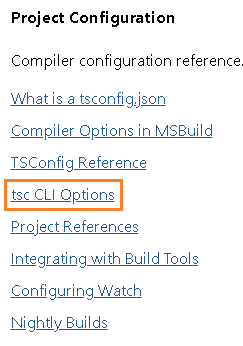 Project Configuration
Compiler configuration reference.
What is a tsconfig.json
Compiler Options in MSBuild
TSConfig Reference
tsc CLI Options
Project References
Integrating with Build Tools
Configuring Watch
Nightly Builds